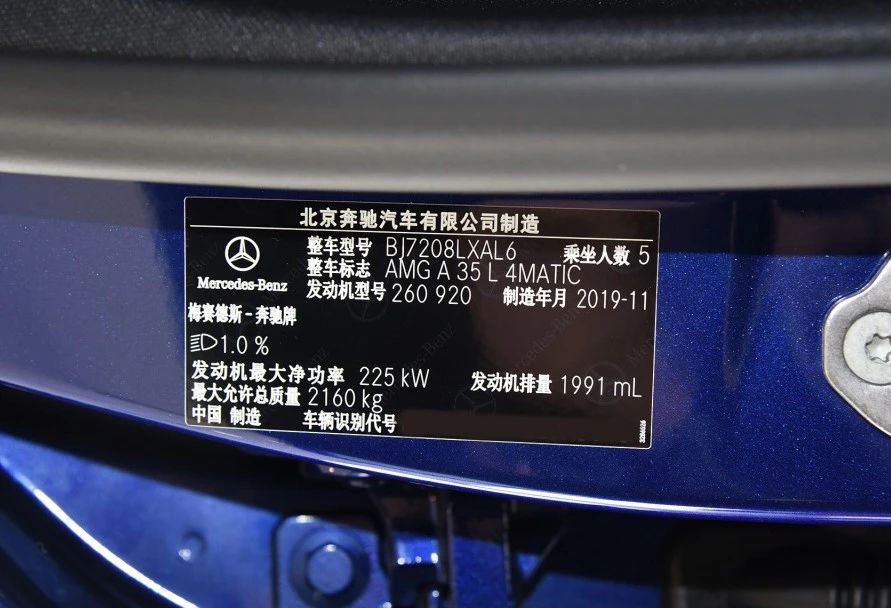 北京奔驰汽车有限公司制造
整车型号 BJ7208LXAL6 乘坐人数 5
整车标志 AMG A 35 L 4MATIC
Mercedes-Benz
发动机型号 260 920 制造年月 2019-11
梅赛德斯-奔驰牌
1.0 %
发动机最大净功率 225 kW 发动机排量 1991 mL
最大允许总质量 2160 kg
中国 制造 车辆识别代号